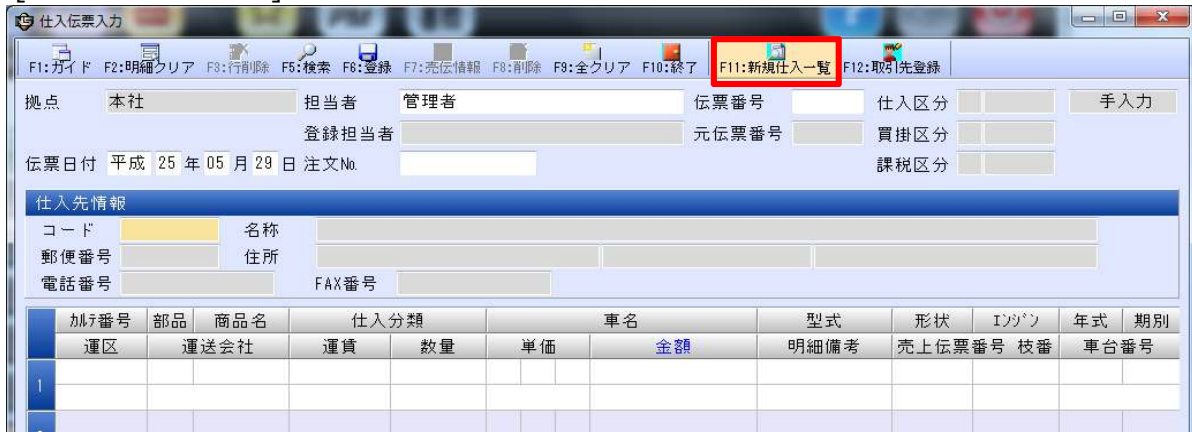 仕入伝票入力
F1:ガイド F2:明細クリア F3:行削除 F5:検索 F6:登録 F7:売伝情報 F8:削除 F9:全クリア F10:終了 F11:新規仕入一覧 F12:取引先登録
拠点 本社 担当者 管理者 伝票番号 仕入区分 手入力
登録担当者 元伝票番号 買掛区分
伝票日付 平成 25 年 05 月 29 日 注文No. 課税区分
仕入先情報
コード 名称
郵便番号 住所
電話番号 FAX番号
ｶﾙﾃ番号 部品 商品名 仕入分類 車名 型式 形状 ｴﾝｼﾞﾝ 年式 期別
運区 運送会社 運賃 数量 単価 金額 明細備考 売上伝票番号 枝番 車台番号
1